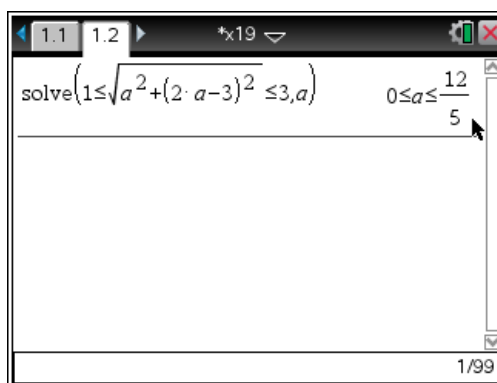 1.1 1.2 *x19
solve(1≤√(a²+(2·a-3)²) ≤3,a) 0≤a≤12/5
1/99